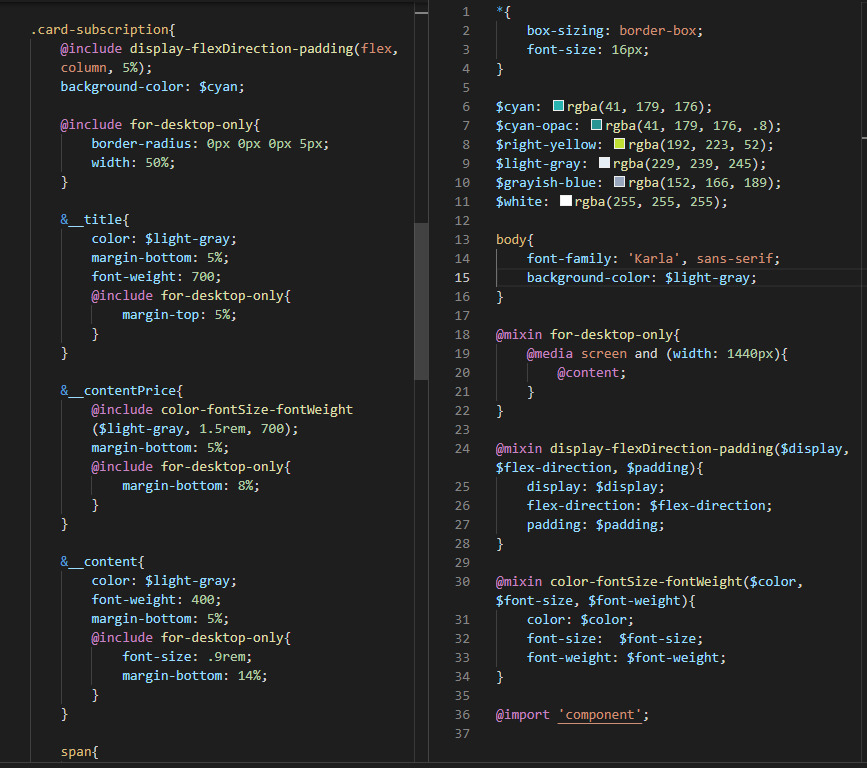 .card-subscription{
@include display-flexDirection-padding(flex,
column, 5%);
background-color: $cyan;
@include for-desktop-only{
border-radius: 0px 0px 0px 5px;
width: 50%;
}
&__title{
color: $light-gray;
margin-bottom: 5%;
font-weight: 700;
@include for-desktop-only{
margin-top: 5%;
}
}
&__contentPrice{
@include color-fontSize-fontWeight
($light-gray, 1.5rem, 700);
margin-bottom: 5%;
@include for-desktop-only{
margin-bottom: 8%;
}
}
&__content{
color: $light-gray;
font-weight: 400;
margin-bottom: 5%;
@include for-desktop-only{
font-size: .9rem;
margin-bottom: 14%;
}
}
span{
1 *{
2 box-sizing: border-box;
3 font-size: 16px;
4 }
5
6 $cyan: rgba(41, 179, 176);
7 $cyan-opac: rgba(41, 179, 176, .8);
8 $right-yellow: rgba(192, 223, 52);
9 $light-gray: rgba(229, 239, 245);
10 $grayish-blue: rgba(152, 166, 189);
11 $white: rgba(255, 255, 255);
12
13 body{
14 font-family: 'Karla', sans-serif;
15 background-color: $light-gray;
16 }
17
18 @mixin for-desktop-only{
19 @media screen and (width: 1440px){
20 @content;
21 }
22 }
23
24 @mixin display-flexDirection-padding($display,
$flex-direction, $padding){
25 display: $display;
26 flex-direction: $flex-direction;
27 padding: $padding;
28 }
29
30 @mixin color-fontSize-fontWeight($color,
$font-size, $font-weight){
31 color: $color;
32 font-size:  $font-size;
33 font-weight: $font-weight;
34 }
35
36 @import 'component';
37